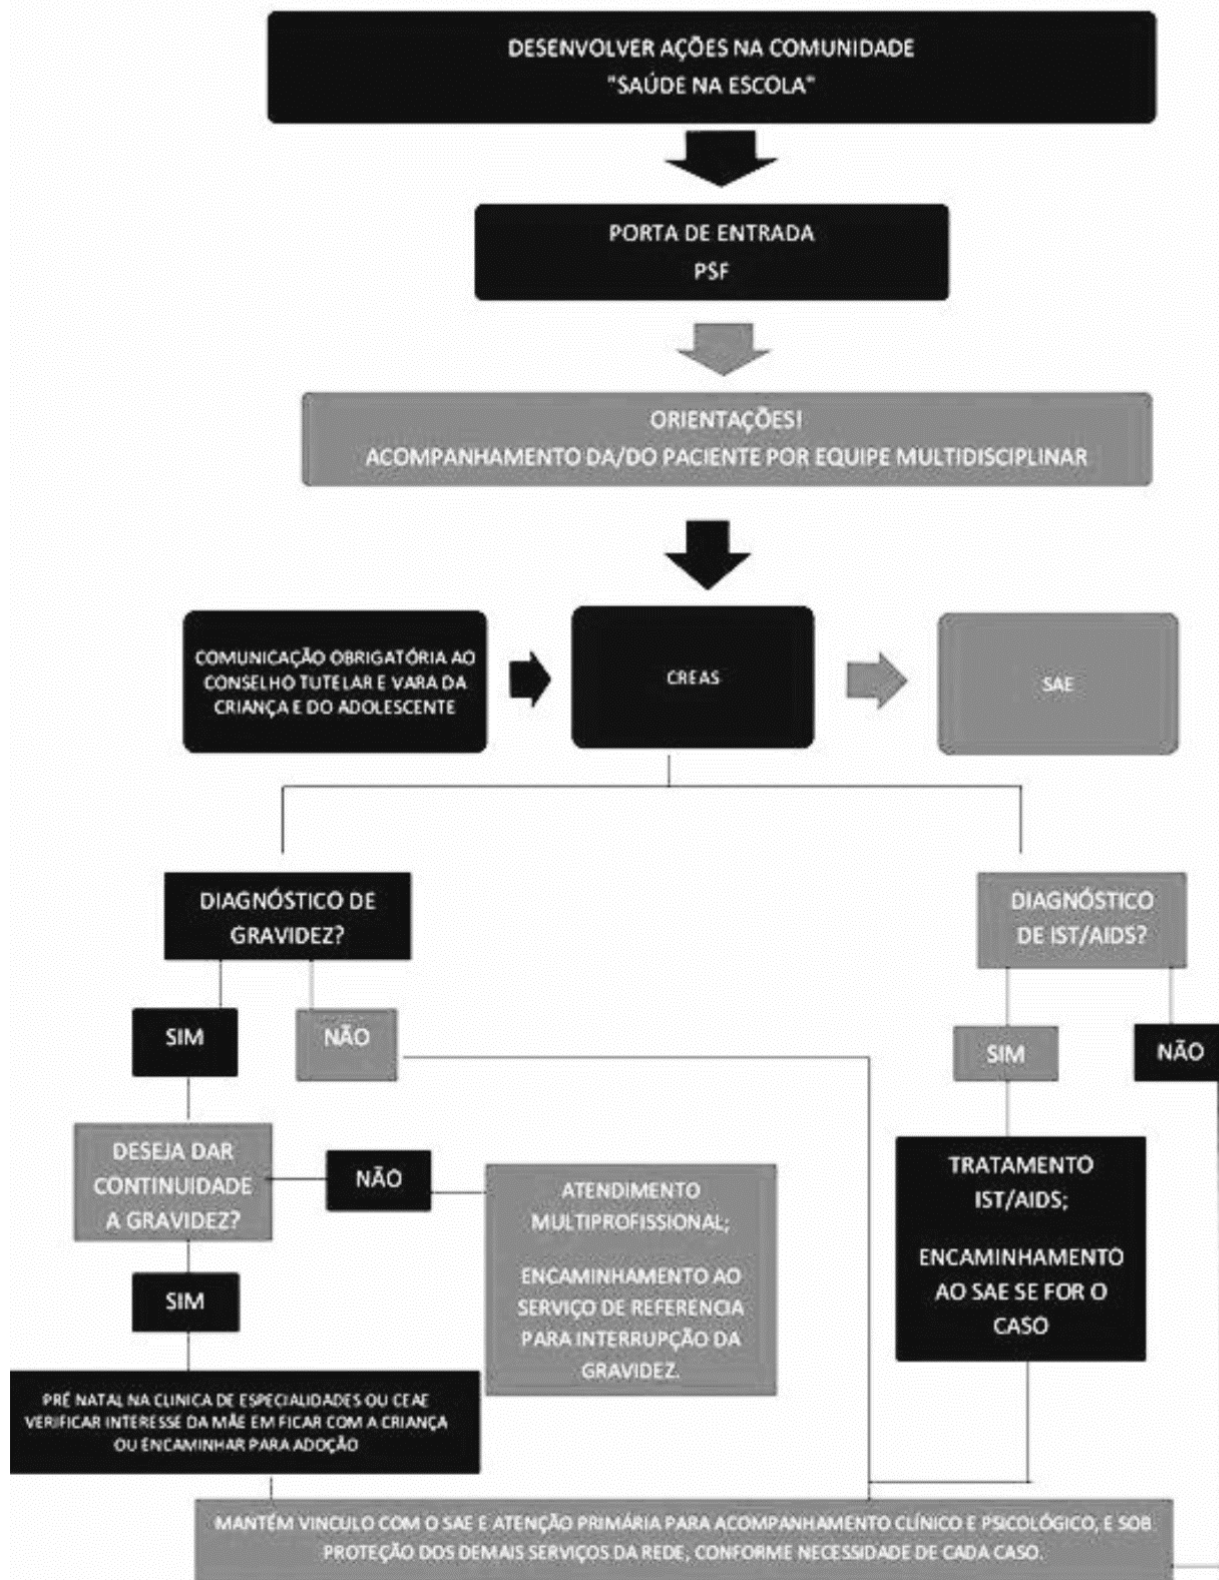 DESENVOLVER AÇÕES NA COMUNIDADE
"SAÚDE NA ESCOLA"
PORTA DE ENTRADA
PSF
ORIENTAÇÕES!
ACOMPANHAMENTO DA/DO PACIENTE POR EQUIPE MULTIDISCIPLINAR
COMUNICAÇÃO OBRIGATÓRIA AO
CONSELHO TUTELAR E VARA DA
CRIANÇA E DO ADOLESCENTE
CREAS
SAE
DIAGNÓSTICO DE
GRAVIDEZ?
DIAGNÓSTICO
DE IST/AIDS?
SIM
NÃO
SIM
NÃO
DESEJA DAR
CONTINUIDADE
A GRAVIDEZ?
NÃO
ATENDIMENTO
MULTIPROFISSIONAL;
ENCAMINHAMENTO AO
SERVIÇO DE REFERENCIA
PARA INTERRUPÇÃO DA
GRAVIDEZ.
TRATAMENTO
IST/AIDS;
ENCAMINHAMENTO
AO SAE SE FOR O
CASO
SIM
PRÉ NATAL NA CLINICA DE ESPECIALIDADES OU CEAE
VERIFICAR INTERESSE DA MÃE EM FICAR COM A CRIANÇA
OU ENCAMINHAR PARA ADOÇÃO
MANTÉM VINCULO COM O SAE E ATENÇÃO PRIMÁRIA PARA ACOMPANHAMENTO CLÍNICO E PSICOLÓGICO, E SOB
PROTEÇÃO DOS DEMAIS SERVIÇOS DA REDE, CONFORME NECESSIDADE DE CADA CASO.